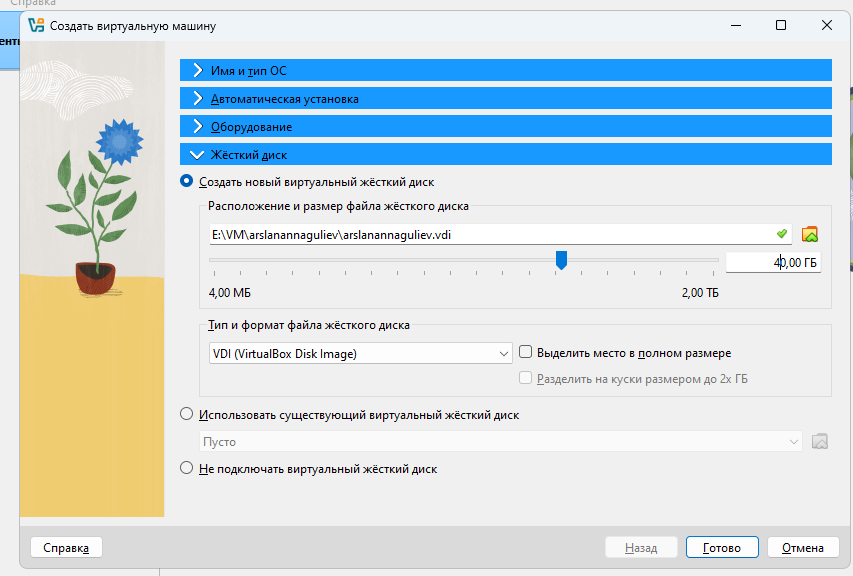 Справка
Создать виртуальную машину
Имя и тип ОС
Автоматическая установка
Оборудование
Жёсткий диск
Создать новый виртуальный жёсткий диск
Расположение и размер файла жёсткого диска
E:\VM\arslanannaguliev\arslanannaguliev.vdi
40,00 ГБ
4,00 МБ
2,00 ТБ
Тип и формат файла жёсткого диска
VDI (VirtualBox Disk Image)
Выделить место в полном размере
Разделить на куски размером до 2х ГБ
Использовать существующий виртуальный жёсткий диск
Пусто
Не подключать виртуальный жёсткий диск
Справка
Назад
Готово
Отмена